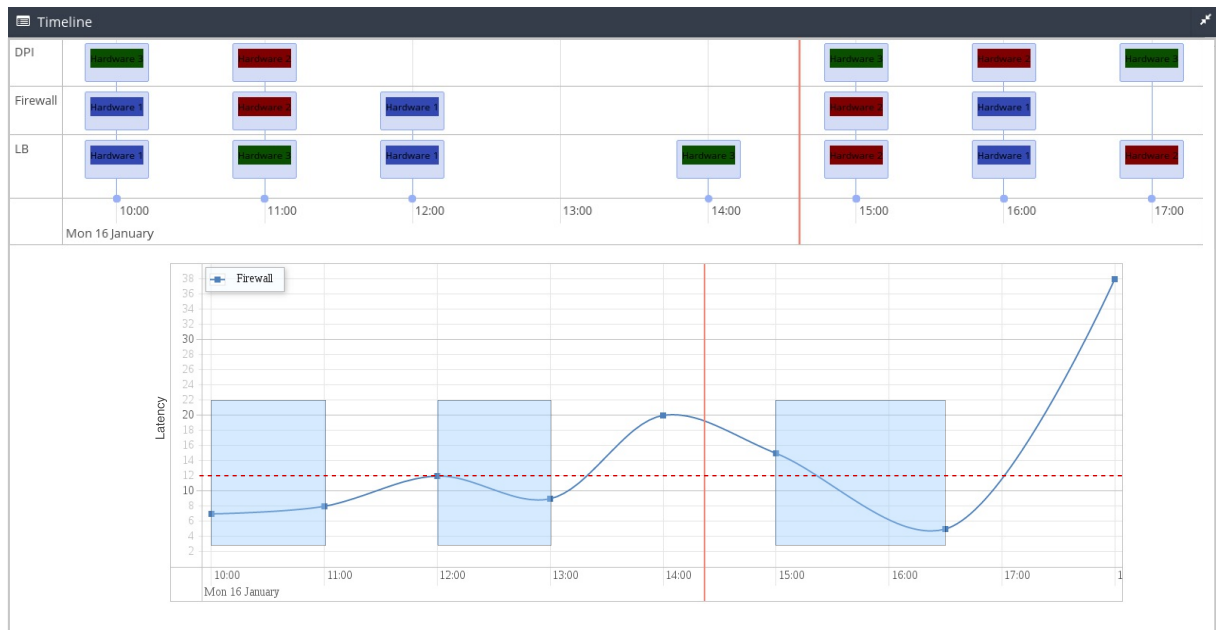 Timeline
DPI
Hardware 3
Hardware 2
Hardware 3
Hardware 2
Hardware 3
Firewall
Hardware 1
Hardware 2
Hardware 1
Hardware 2
Hardware 1
LB
Hardware 1
Hardware 3
Hardware 1
Hardware 3
Hardware 2
Hardware 1
Hardware 2
10:00 11:00 12:00 13:00 14:00 15:00 16:00 17:00
Mon 16 January
Firewall
Latency
38
36
34
32
30
28
26
24
22
20
18
16
14
12
10
8
6
4
2
10:00 11:00 12:00 13:00 14:00 15:00 16:00 17:00 1
Mon 16 January